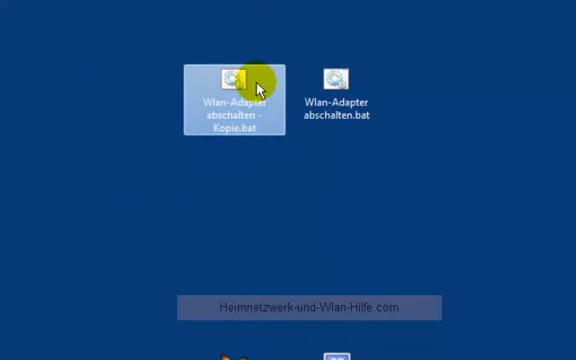 Wlan-Adapter
abschalten -
Kopie.bat
Wlan-Adapter
abschalten.bat
Heimnetzwerk-und-Wlan-Hilfe.com